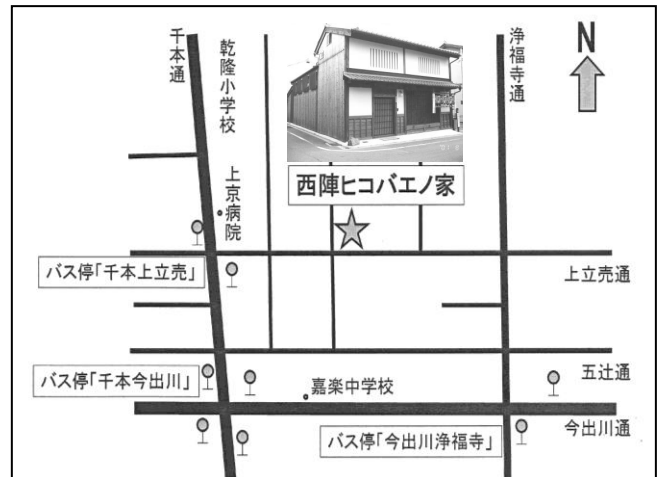 千本通
乾隆小学校
浄福寺通
N
西陣ヒコバエノ家
上京病院
バス停「千本上立売」
上立売通
バス停「千本今出川」
嘉楽中学校
五辻通
バス停「今出川浄福寺」
今出川通